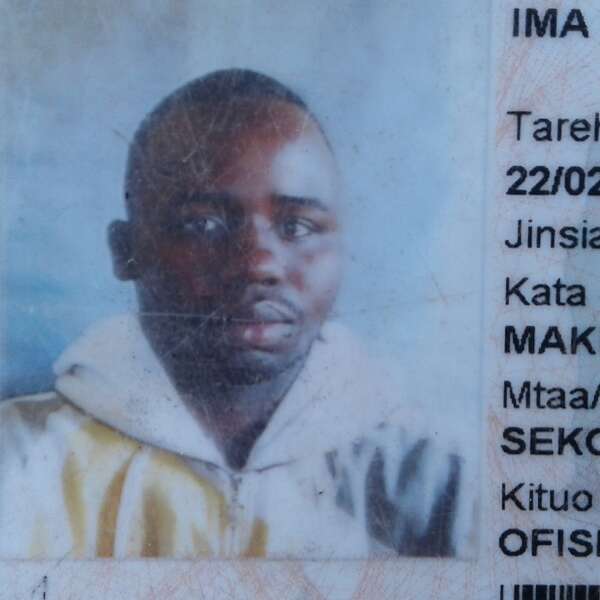 IMA
Tareh
22/02
Jinsia
Kata
MAK
Mtaa/
SEKO
Kituo
OFISI